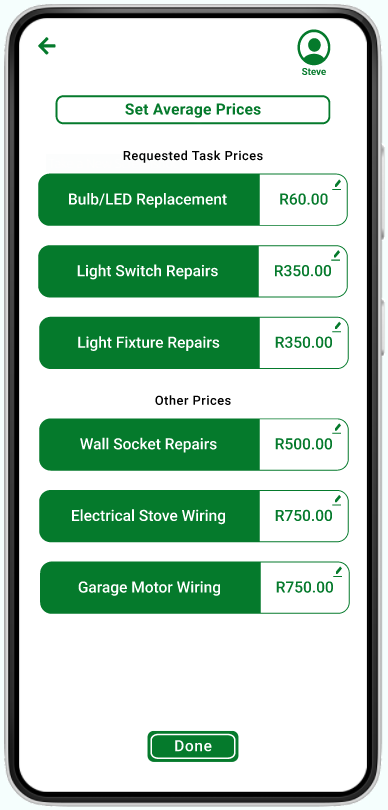 Steve
Set Average Prices
Requested Task Prices
Bulb/LED Replacement R60.00
Light Switch Repairs R350.00
Light Fixture Repairs R350.00
Other Prices
Wall Socket Repairs R500.00
Electrical Stove Wiring R750.00
Garage Motor Wiring R750.00
Done